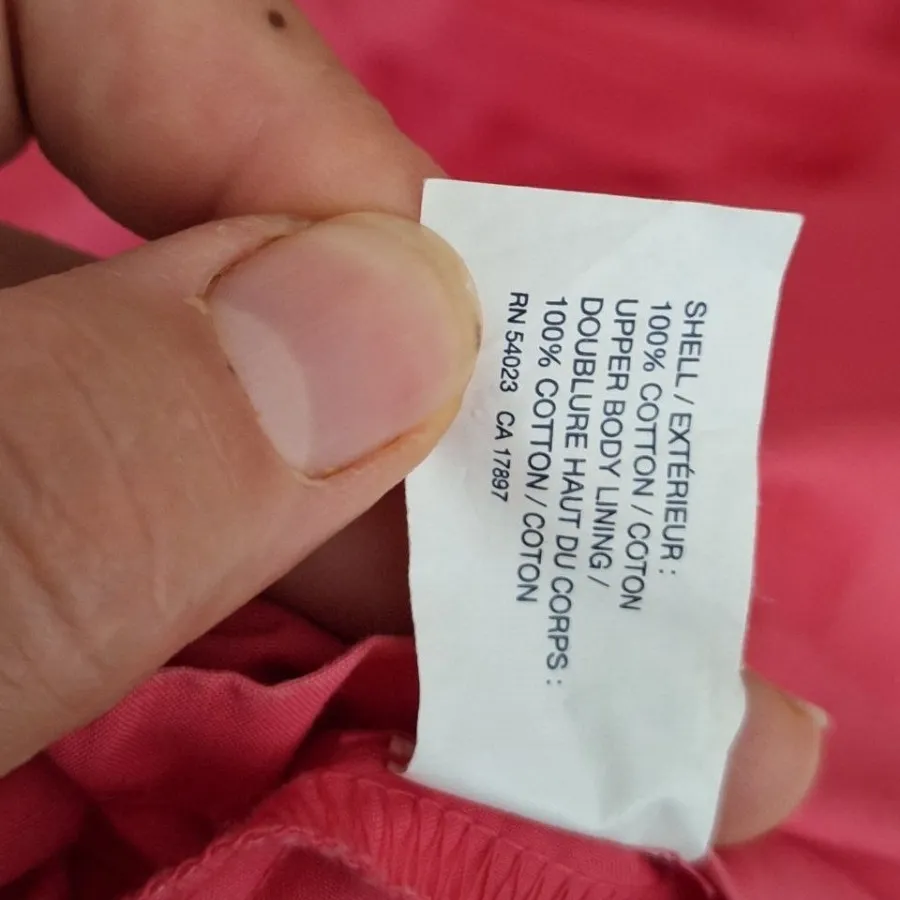 SHELL / EXTÉRIEUR :
100% COTTON / COTON
UPPER BODY LINING /
DOUBLURE HAUT DU CORPS :
100% COTTON / COTON
RN 54023 CA 17897